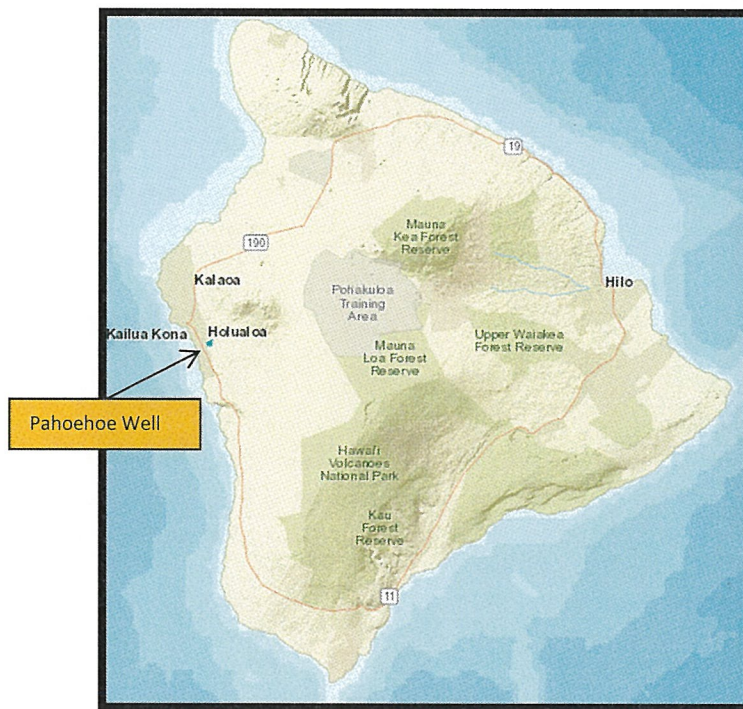 19
Mauna
Kea Forest
Reserve
190
Kalaoa
Pohakuloa
Training
Area
Hilo
Kailua Kona
Holualoa
Upper Waiakea
Forest Reserve
Mauna
Loa Forest
Reserve
Pahoehoe Well
Hawai'i
Volcanoes
National Park
Kau
Forest
Reserve
11